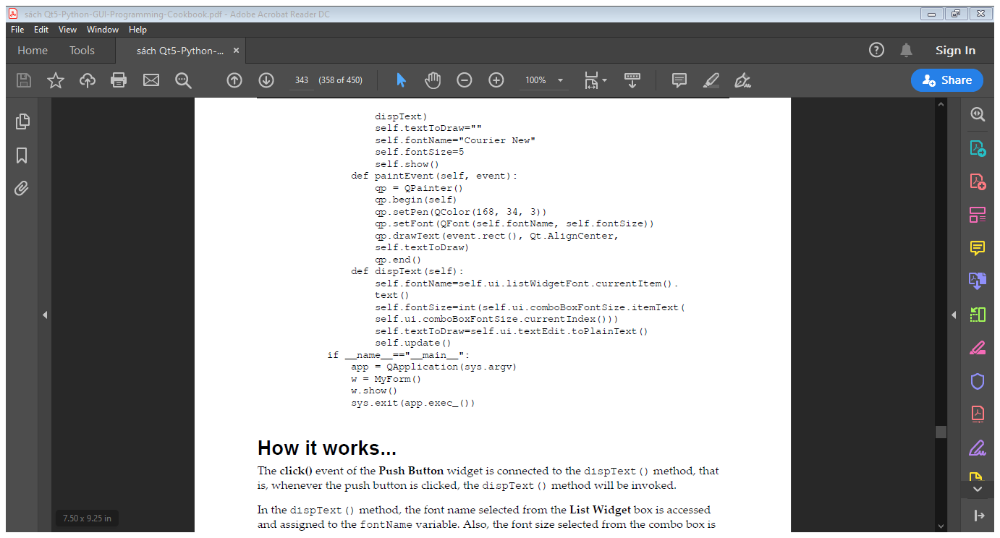 sách Qt5-Python-GUI-Programming-Cookbook.pdf - Adobe Acrobat Reader DC
File Edit View Window Help
Home Tools sách Qt5-Python-... × Sign In
343 (358 of 450) 100% Share
dispText)
self.textToDraw=""
self.fontName="Courier New"
self.fontSize=5
self.show()
def paintEvent(self, event):
qp = QPainter()
qp.begin(self)
qp.setPen(QColor(168, 34, 3))
qp.setFont(QFont(self.fontName, self.fontSize))
qp.drawText(event.rect(), Qt.AlignCenter,
self.textToDraw)
qp.end()
def dispText(self):
self.fontName=self.ui.listWidgetFont.currentItem().
text()
self.fontSize=int(self.ui.comboBoxFontSize.itemText(
self.ui.comboBoxFontSize.currentIndex()))
self.textToDraw=self.ui.textEdit.toPlainText()
self.update()
if __name__=="__main__":
app = QApplication(sys.argv)
w = MyForm()
w.show()
sys.exit(app.exec_())
How it works...
The click() event of the Push Button widget is connected to the dispText() method, that
is, whenever the push button is clicked, the dispText() method will be invoked.
In the dispText() method, the font name selected from the List Widget box is accessed
and assigned to the fontName variable. Also, the font size selected from the combo box is
7.50 x 9.25 in